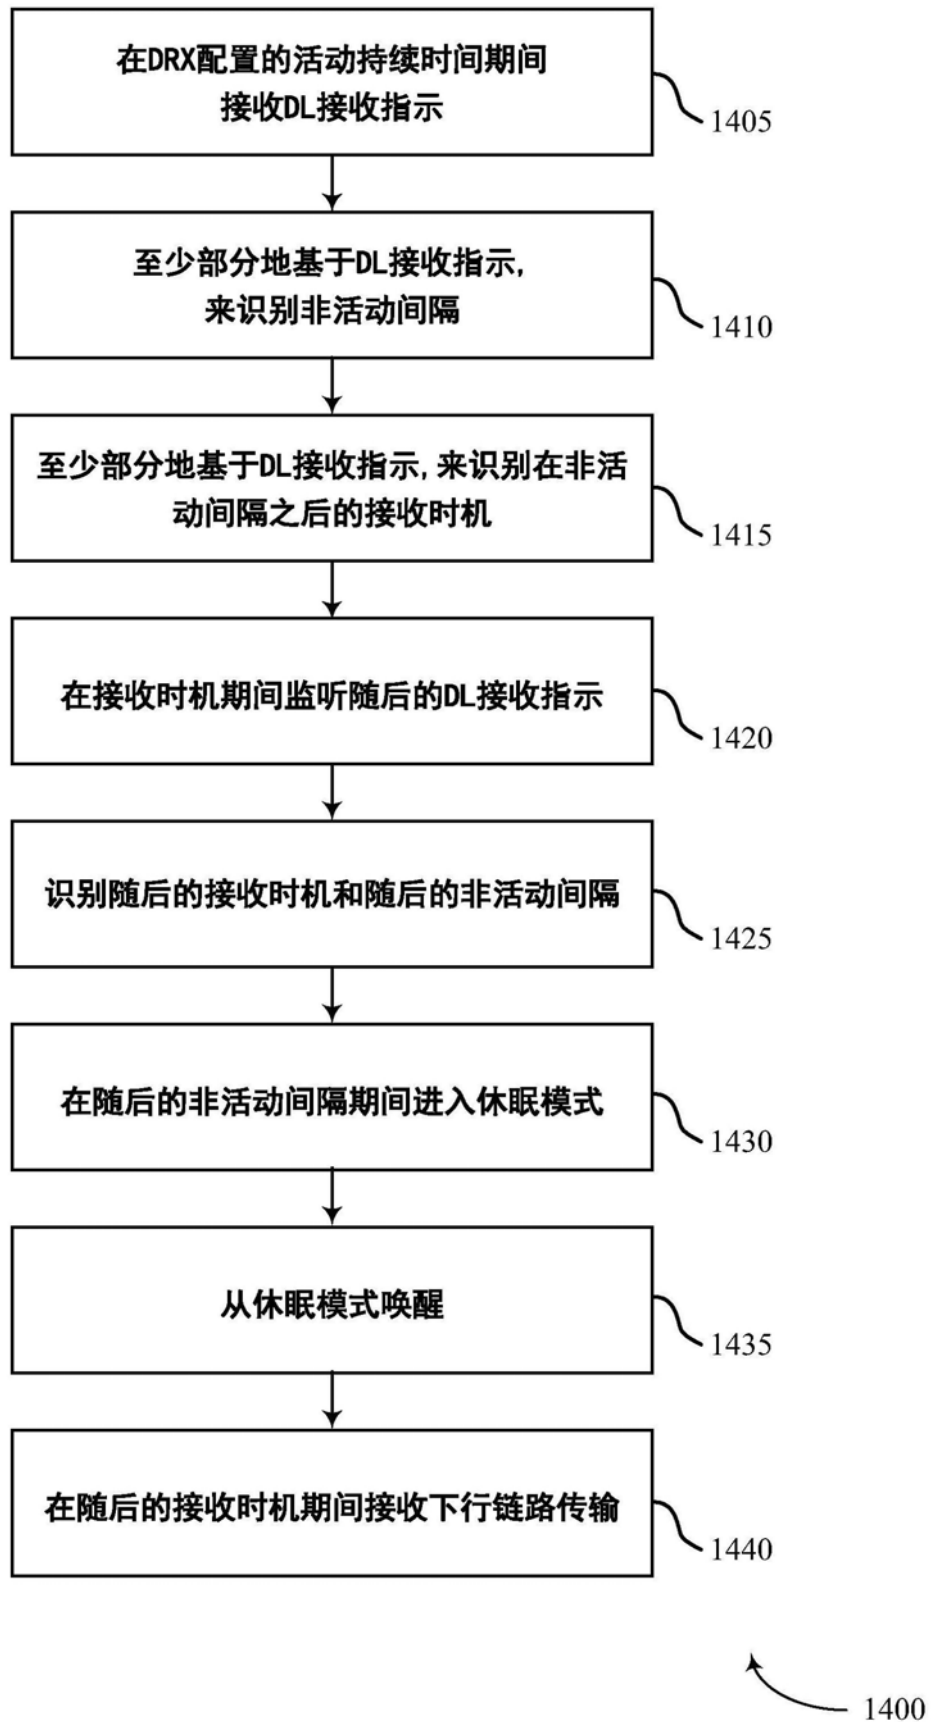 在DRX配置的活动持续时间期间
接收DL接收指示
1405
至少部分地基于DL接收指示,
来识别非活动间隔
1410
至少部分地基于DL接收指示,来识别在非活
动间隔之后的接收时机
1415
在接收时机期间监听随后的DL接收指示
1420
识别随后的接收时机和随后的非活动间隔
1425
在随后的非活动间隔期间进入休眠模式
1430
从休眠模式唤醒
1435
在随后的接收时机期间接收下行链路传输
1440
1400